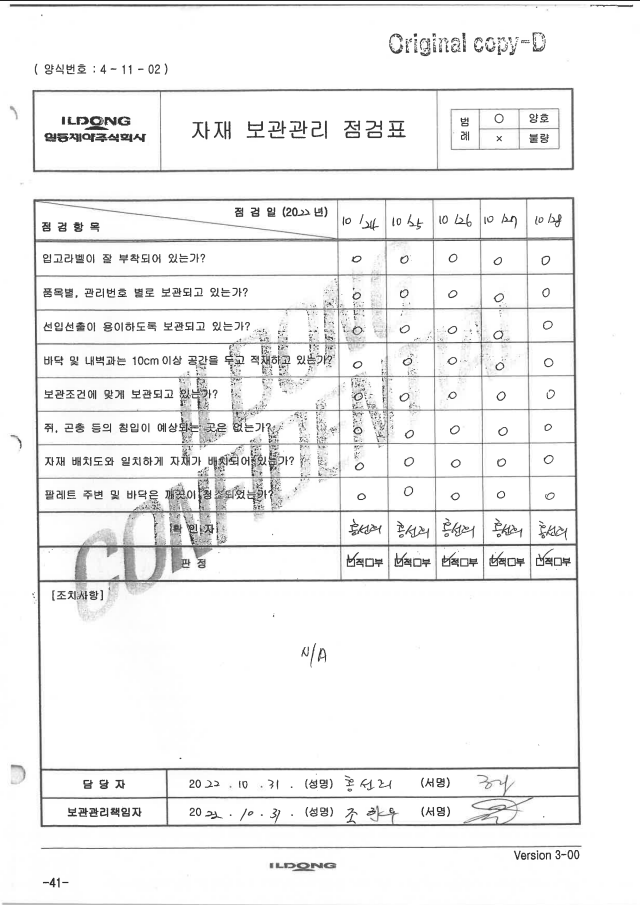 Original copy-D
( 양식번호 : 4 - 11 - 02 )
ILDONG
일동제약주식회사
자재 보관관리 점검표
범례 ○ 양호
× 불량
점 검 일 (2022 년)
점 검 항 목
10/24 10/25 10/26 10/27 10/28
입고라벨이 잘 부착되어 있는가? ○ ○ ○ ○ ○
품목별, 관리번호 별로 보관되고 있는가? ○ ○ ○ ○ ○
선입선출이 용이하도록 보관되고 있는가? ○ ○ ○ ○ ○
바닥 및 내벽과는 10cm 이상 공간을 두고 적재하고 있는가? ○ ○ ○ ○ ○
보관조건에 맞게 보관되고 있는가? ○ ○ ○ ○ ○
쥐, 곤충 등의 침입이 예상되는 곳은 없는가? ○ ○ ○ ○ ○
자재 배치도와 일치하게 자재가 배치되어 있는가? ○ ○ ○ ○ ○
팔레트 주변 및 바닥은 깨끗이 청소되었는가? ○ ○ ○ ○ ○
확 인 자 홍선리 홍선리 홍선리 홍선리 홍선리
판 정 ☑적□부 ☑적□부 ☑적□부 ☑적□부 ☑적□부
ILDONG
CONFIDENTIAL
[조치사항]
N/A
담 당 자 2022 . 10 . 31 . (성명) 홍선리 (서명)
보관관리책임자 2022 . 10 . 31 . (성명) 조 (서명)
Version 3-00
ILDONG
-41-